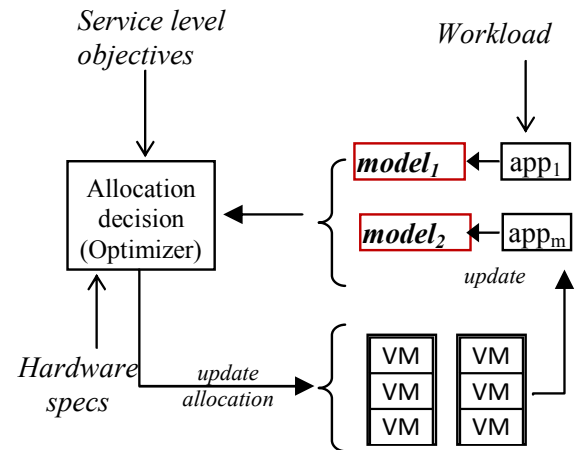 Service level
objectives
Workload
model1
app1
Allocation
decision
(Optimizer)
model2
appm
update
Hardware
specs
update
allocation
VM
VM
VM
VM
VM
VM